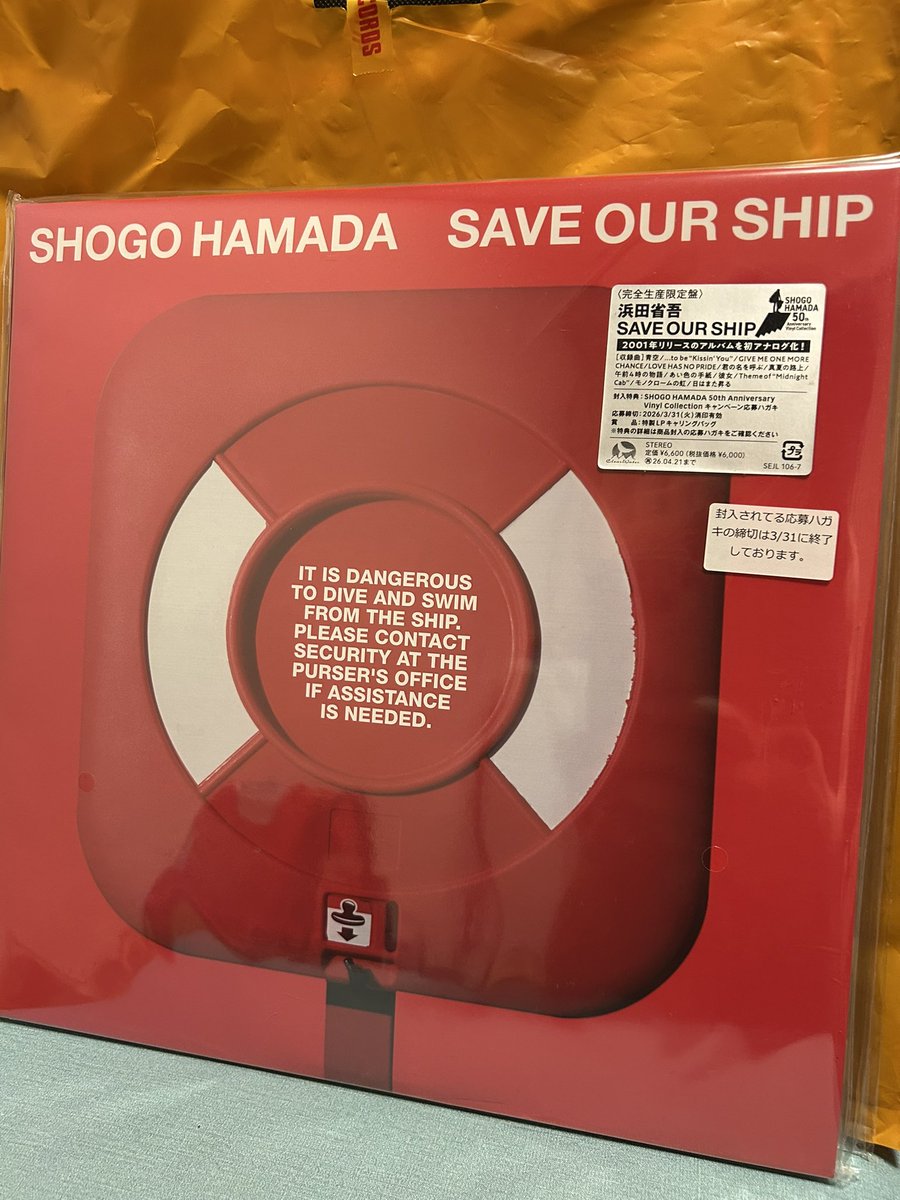 CORDS
SHOGO HAMADA SAVE OUR SHIP
〈完全生産限定盤〉
浜田省吾
SAVE OUR SHIP
SHOGO
HAMADA
50th
Anniversary
Vinyl Collection
2001年リリースのアルバムを初アナログ化!
[収録曲] 青空/…to be "Kissin' You"/GIVE ME ONE MORE
CHANCE/LOVE HAS NO PRIDE/君の名を呼ぶ/真夏の路上/
午前4時の物語/あい色の手紙/彼女/Theme of "Midnight
Cab"/モノクロームの虹/日はまた昇る
封入特典:SHOGO HAMADA 50th Anniversary
Vinyl Collection キャンペーン応募ハガキ
応募締切:2026/3/31(火)消印有効
賞 品:特製LPキャリングバッグ
※特典の詳細は商品封入の応募ハガキをご確認ください
STEREO
定価 ¥6,600 (税抜価格 ¥6,000)
26.04.21まで
プラ
SEJL 106-7
封入されてる応募ハガ
キの締切は3/31に終了
しております。
IT IS DANGEROUS
TO DIVE AND SWIM
FROM THE SHIP.
PLEASE CONTACT
SECURITY AT THE
PURSER'S OFFICE
IF ASSISTANCE
IS NEEDED.